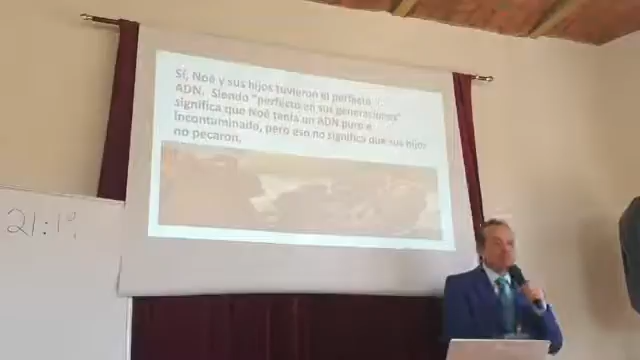 Sí, Noé y sus hijos tuvieron el perfecto
ADN. Siendo "perfecto en sus generaciones"
significa que Noé tenía un ADN puro e
incontaminado, pero eso no significa que sus hijos
no pecaron.
21:1